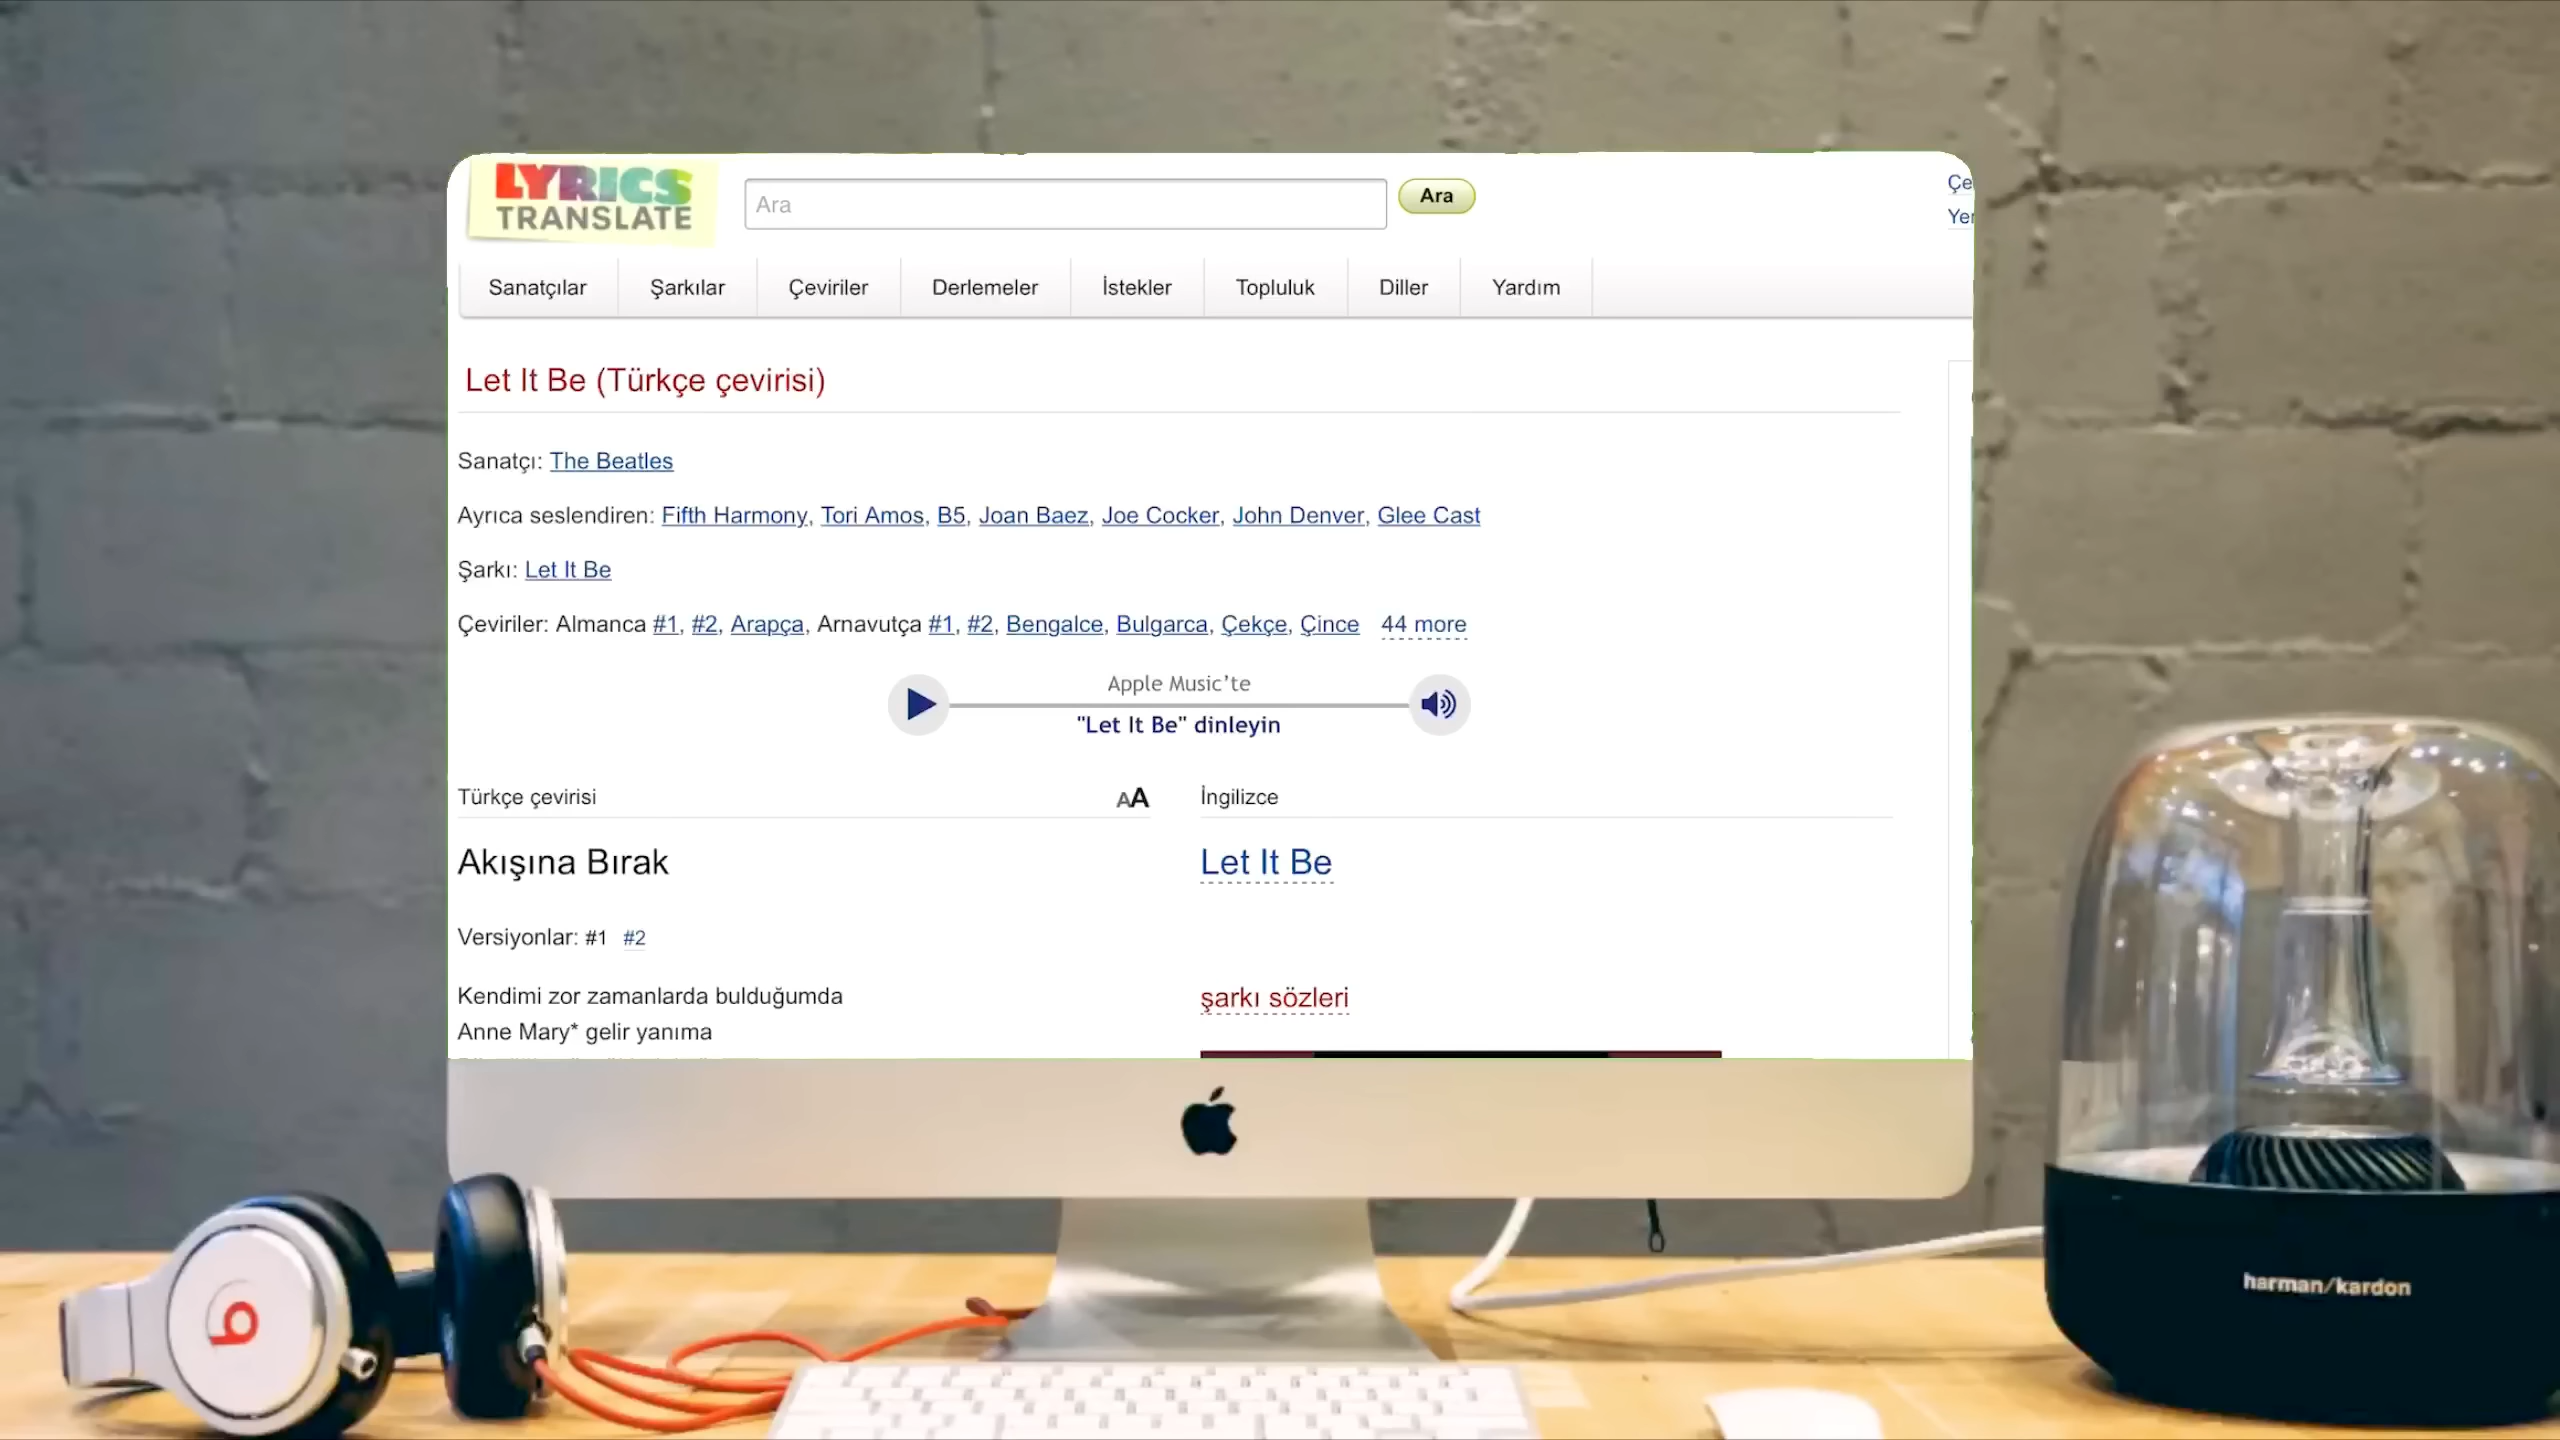 LYRICS
TRANSLATE
Ara
Ara
Sanatçılar Şarkılar Çeviriler Derlemeler İstekler Topluluk Diller Yardım
Let It Be (Türkçe çevirisi)
Sanatçı: The Beatles
Ayrıca seslendiren: Fifth Harmony, Tori Amos, B5, Joan Baez, Joe Cocker, John Denver, Glee Cast
Şarkı: Let It Be
Çeviriler: Almanca #1, #2, Arapça, Arnavutça #1, #2, Bengalce, Bulgarca, Çekçe, Çince 44 more
Apple Music'te
"Let It Be" dinleyin
Türkçe çevirisi AA İngilizce
Akışına Bırak
Let It Be
Versiyonlar: #1 #2
Kendimi zor zamanlarda bulduğumda
Anne Mary* gelir yanıma
şarkı sözleri
b
harman/kardon